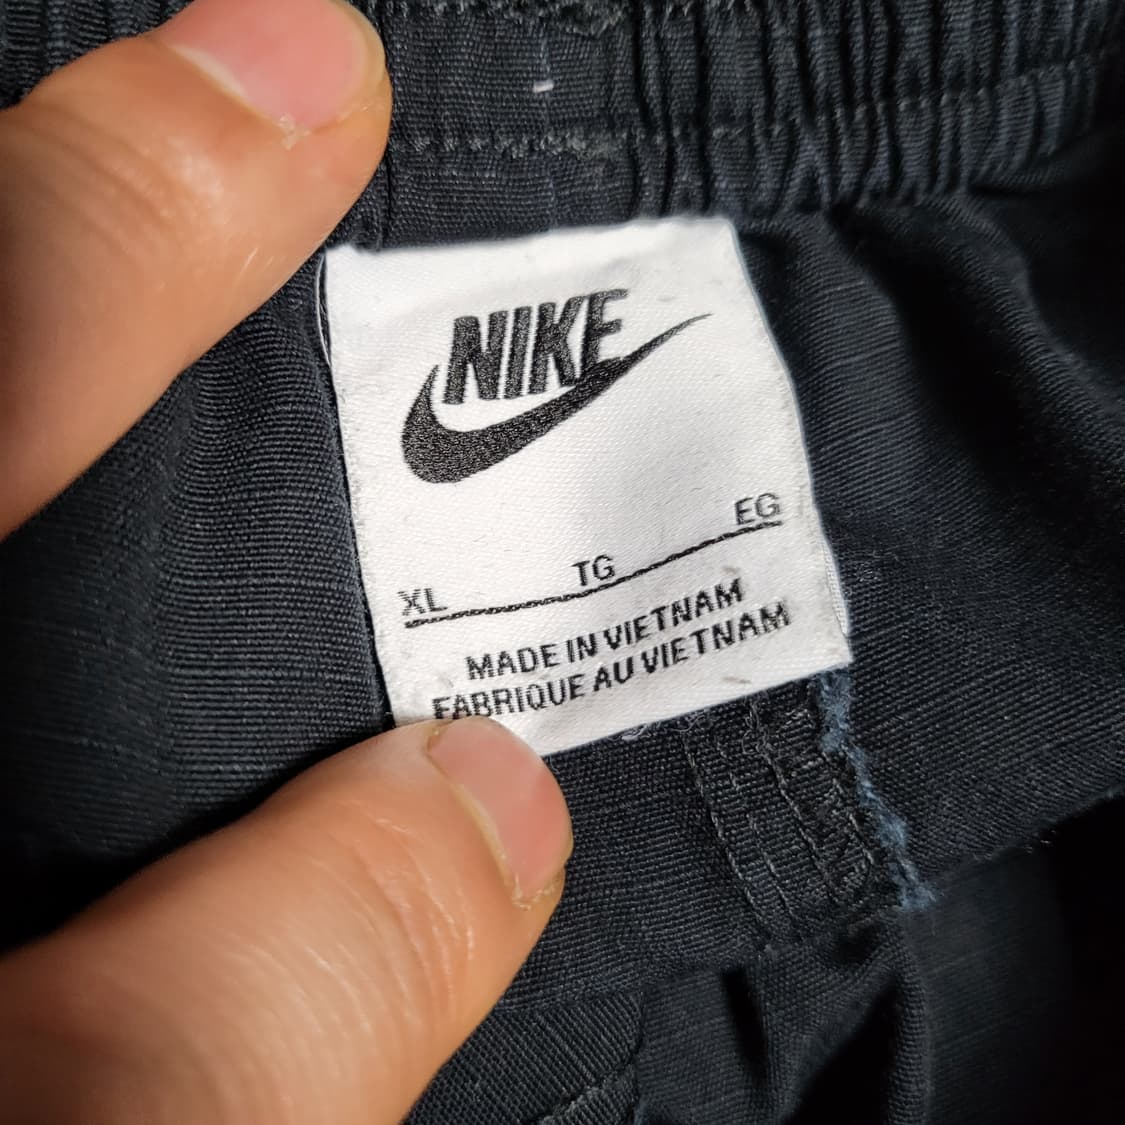 NIKE
XL TG EG
MADE IN VIETNAM
FABRIQUE AU VIETNAM